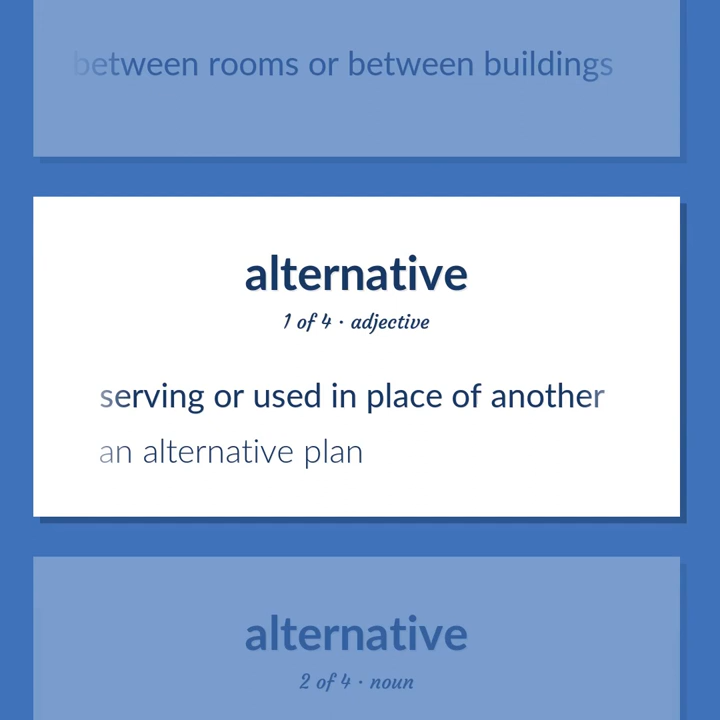 between rooms or between buildings
alternative
1 of 4 · adjective
serving or used in place of another
an alternative plan
alternative
2 of 4 · noun